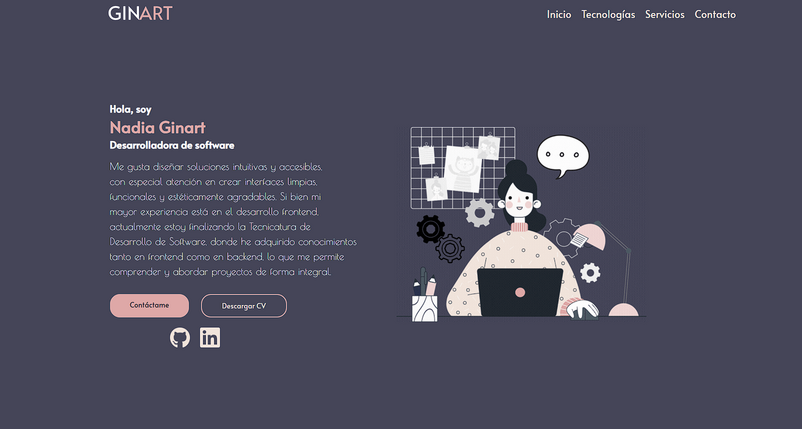 GINART
Inicio Tecnologías Servicios Contacto
Hola, soy
Nadia Ginart
Desarrolladora de software
Me gusta diseñar soluciones intuitivas y accesibles,
con especial atención en crear interfaces limpias,
funcionales y estéticamente agradables. Si bien mi
mayor experiencia está en el desarrollo frontend,
actualmente estoy finalizando la Tecnicatura de
Desarrollo de Software, donde he adquirido conocimientos
tanto en frontend como en backend, lo que me permite
comprender y abordar proyectos de forma integral.
Contáctame
Descargar CV
in